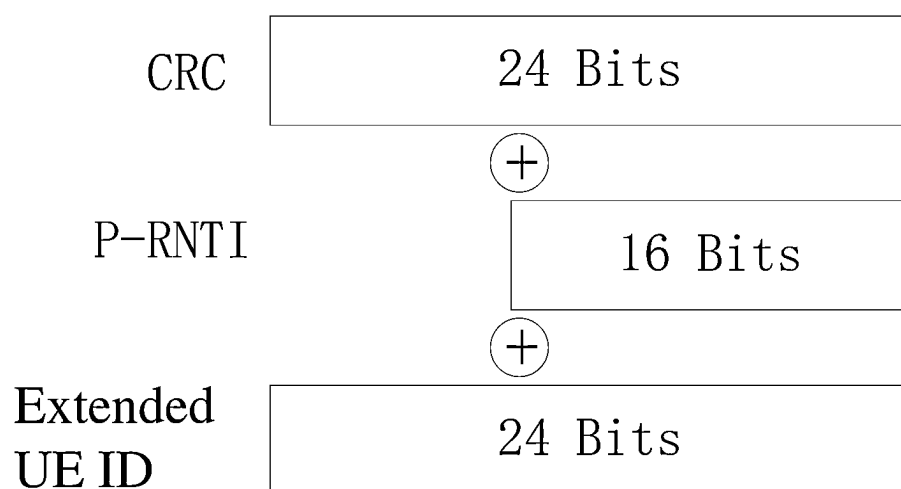 CRC 24 Bits
+
P-RNTI 16 Bits
+
Extended
UE ID 24 Bits